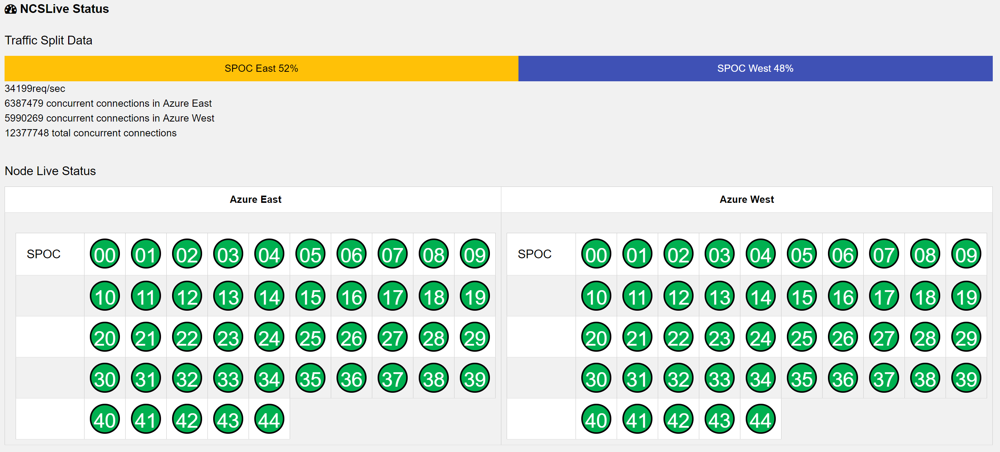 NCSLive Status
Traffic Split Data
SPOC East 52% SPOC West 48%
34199req/sec
6387479 concurrent connections in Azure East
5990269 concurrent connections in Azure West
12377748 total concurrent connections
Node Live Status
Azure East Azure West
SPOC 00 01 02 03 04 05 06 07 08 09 SPOC 00 01 02 03 04 05 06 07 08 09
10 11 12 13 14 15 16 17 18 19 10 11 12 13 14 15 16 17 18 19
20 21 22 23 24 25 26 27 28 29 20 21 22 23 24 25 26 27 28 29
30 31 32 33 34 35 36 37 38 39 30 31 32 33 34 35 36 37 38 39
40 41 42 43 44 40 41 42 43 44